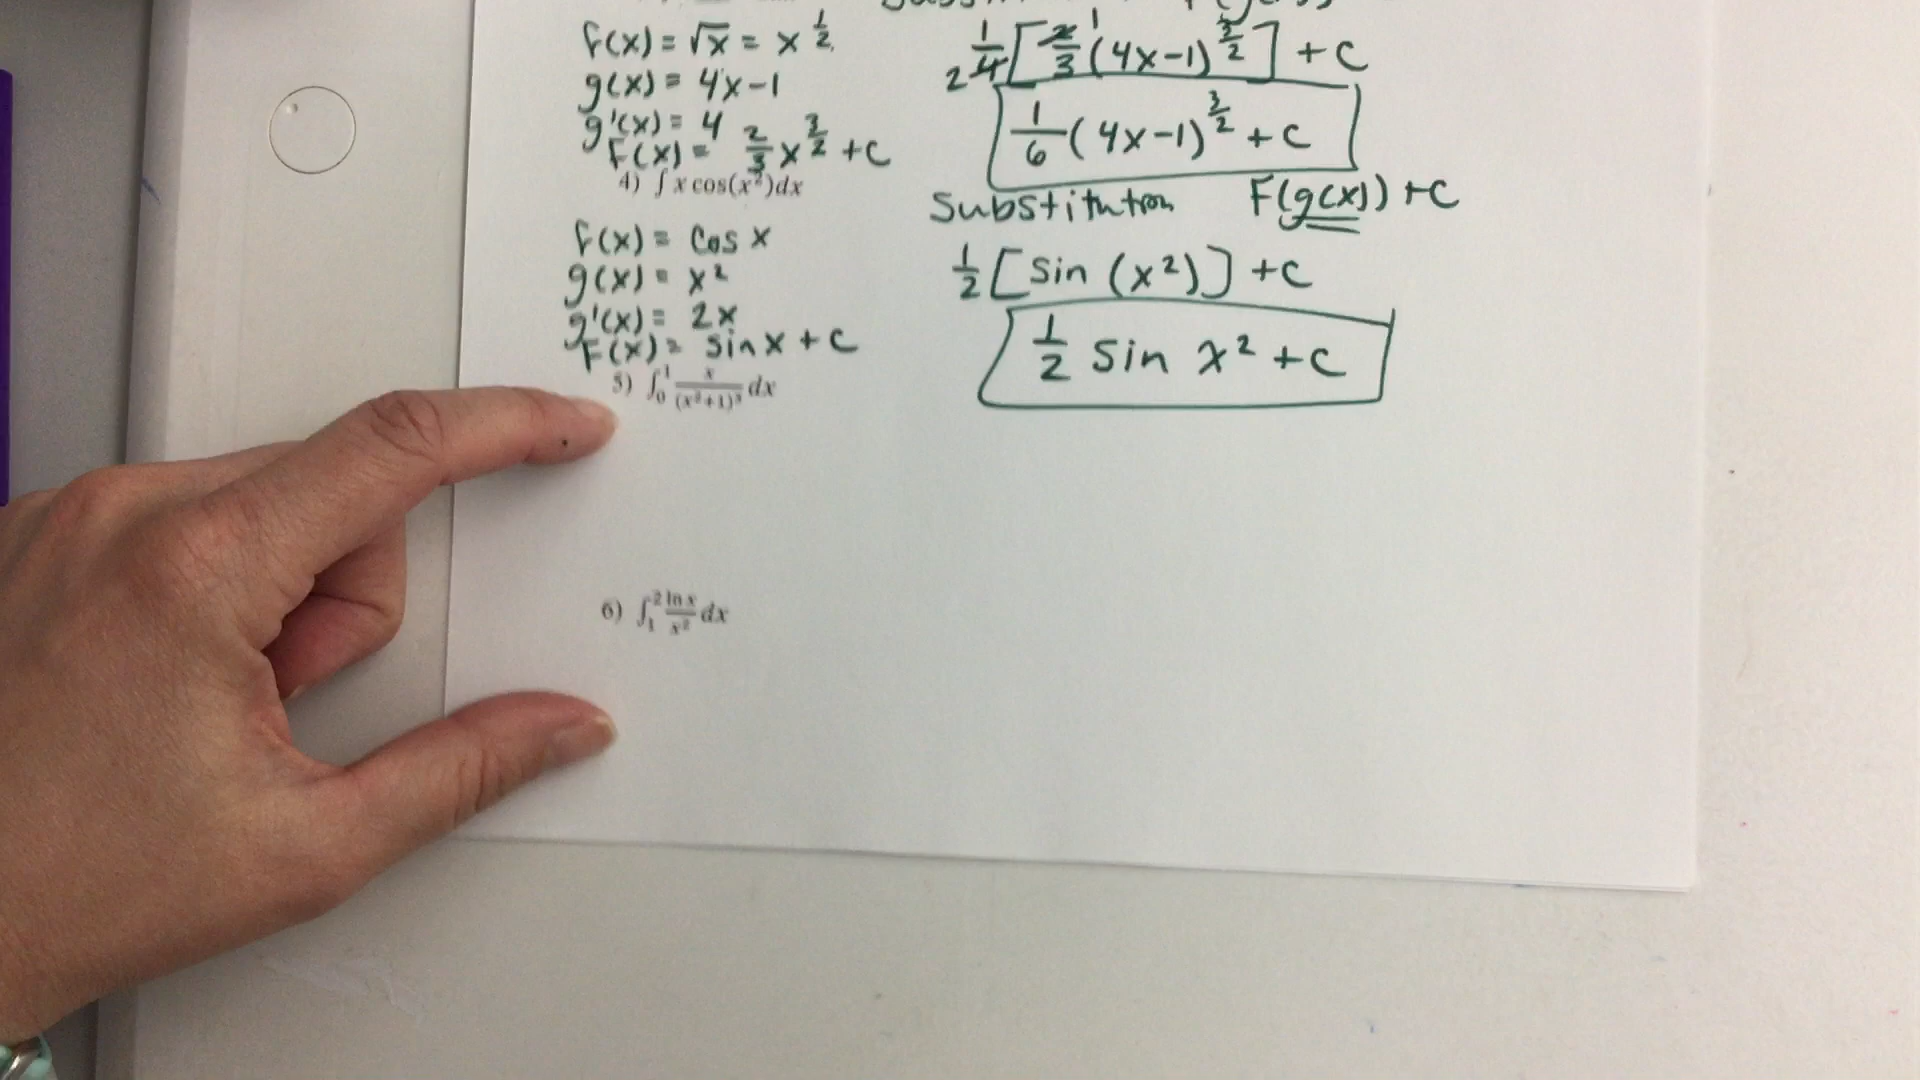 f(x) = √x = x^{1/2}
g(x) = 4x-1
g'(x) = 4
F(x) = 2/3 x^{3/2} + C
1/4 [2/3 (4x-1)^{3/2}] + C
2 1
1/6 (4x-1)^{3/2} + C
4) ∫ x cos(x²)dx
Substitution F(g(x)) + C
f(x) = cos x
g(x) = x²
g'(x) = 2x
F(x) = sin x + C
1/2 [sin (x²)] + C
1/2 sin x² + C
5) ∫₀¹ x/(x²+1)³ dx
6) ∫₁² ln x/x² dx